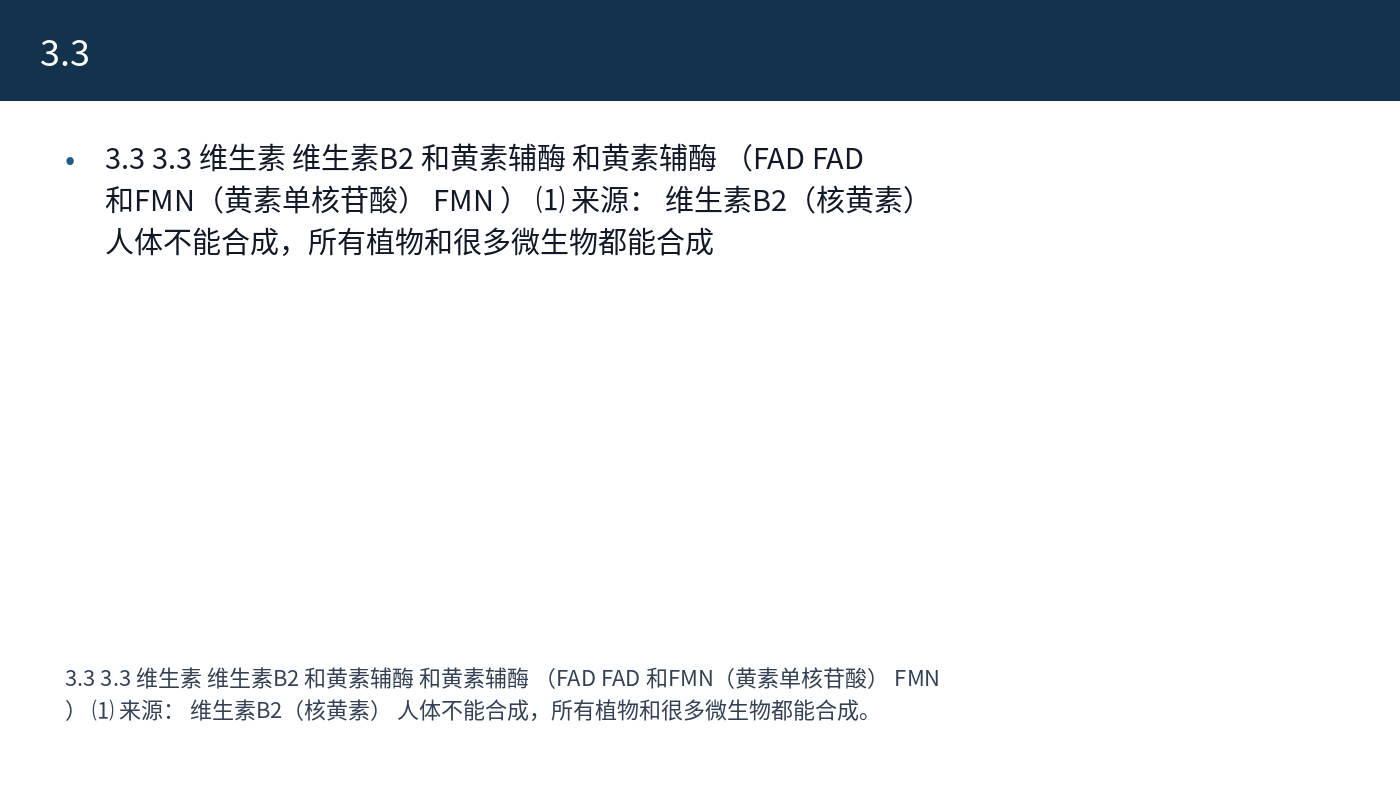 3.3
• 3.3 3.3 维生素 维生素B2 和黄素辅酶 和黄素辅酶 （FAD FAD
和FMN（黄素单核苷酸） FMN ） ⑴ 来源： 维生素B2（核黄素）
人体不能合成，所有植物和很多微生物都能合成
3.3 3.3 维生素 维生素B2 和黄素辅酶 和黄素辅酶 （FAD FAD 和FMN（黄素单核苷酸） FMN
） ⑴ 来源： 维生素B2（核黄素） 人体不能合成，所有植物和很多微生物都能合成。